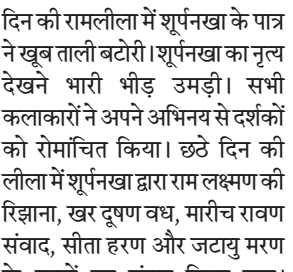 दिन की रामलीला में शूर्पनखा के पात्र
ने खूब ताली बटोरी।शूर्पनखा का नृत्य
देखने भारी भीड़ उमड़ी। सभी
कलाकारों ने अपने अभिनय से दर्शकों
को रोमांचित किया। छठे दिन की
लीला में शूर्पनखा द्वारा राम लक्ष्मण की
रिझाना, खर दूषण वध, मारीच रावण
संवाद, सीता हरण और जटायु मरण